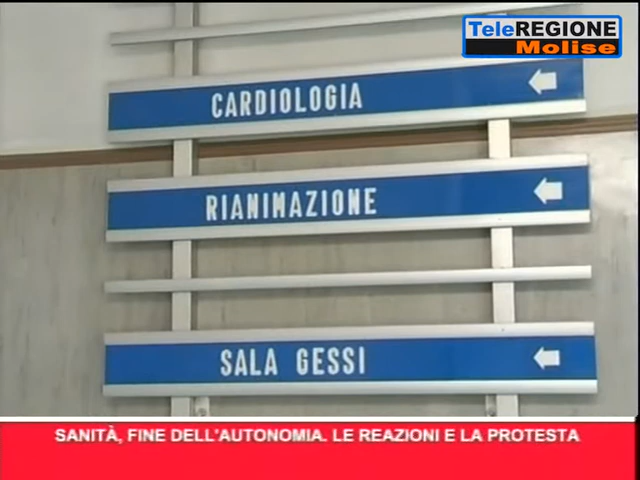 TeleREGIONE
Molise
CARDIOLOGIA
RIANIMAZIONE
SALA GESSI
SANITÀ, FINE DELL'AUTONOMIA. LE REAZIONI E LA PROTESTA